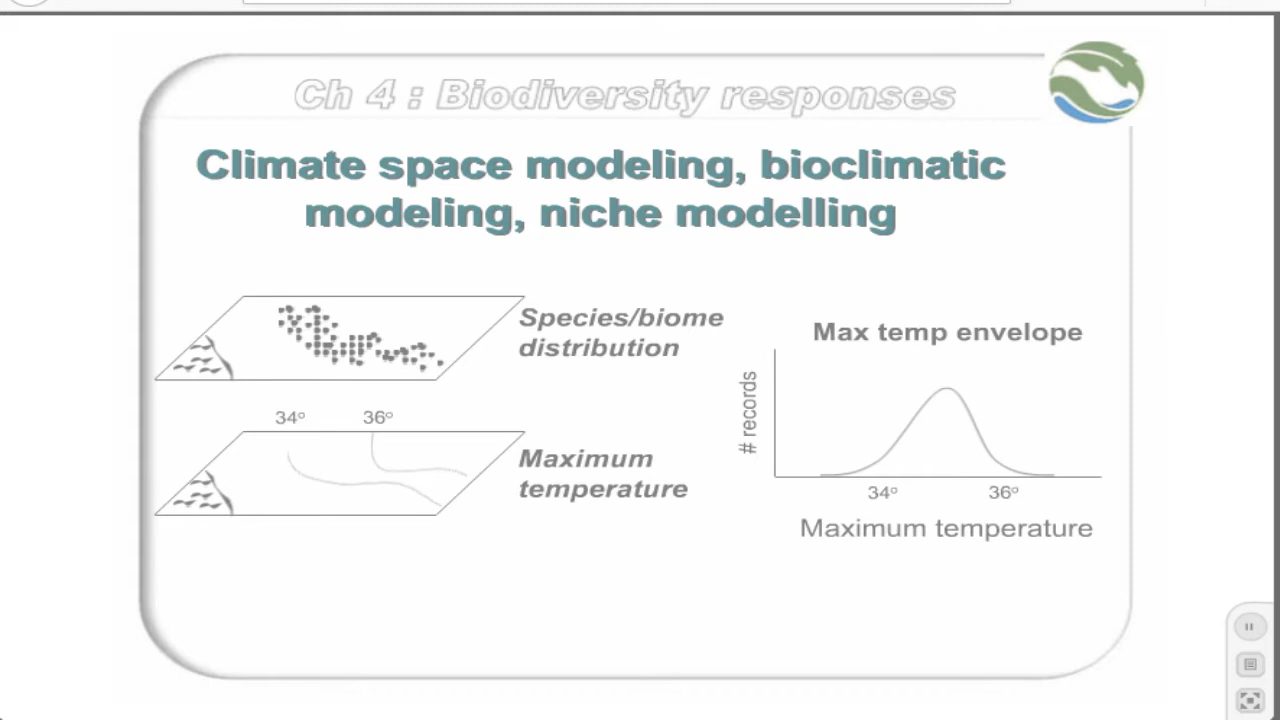 Ch 4 : Biodiversity responses
Climate space modeling, bioclimatic
modeling, niche modelling
Species/biome
distribution
34° 36°
Maximum
temperature
Max temp envelope
# records
34° 36°
Maximum temperature